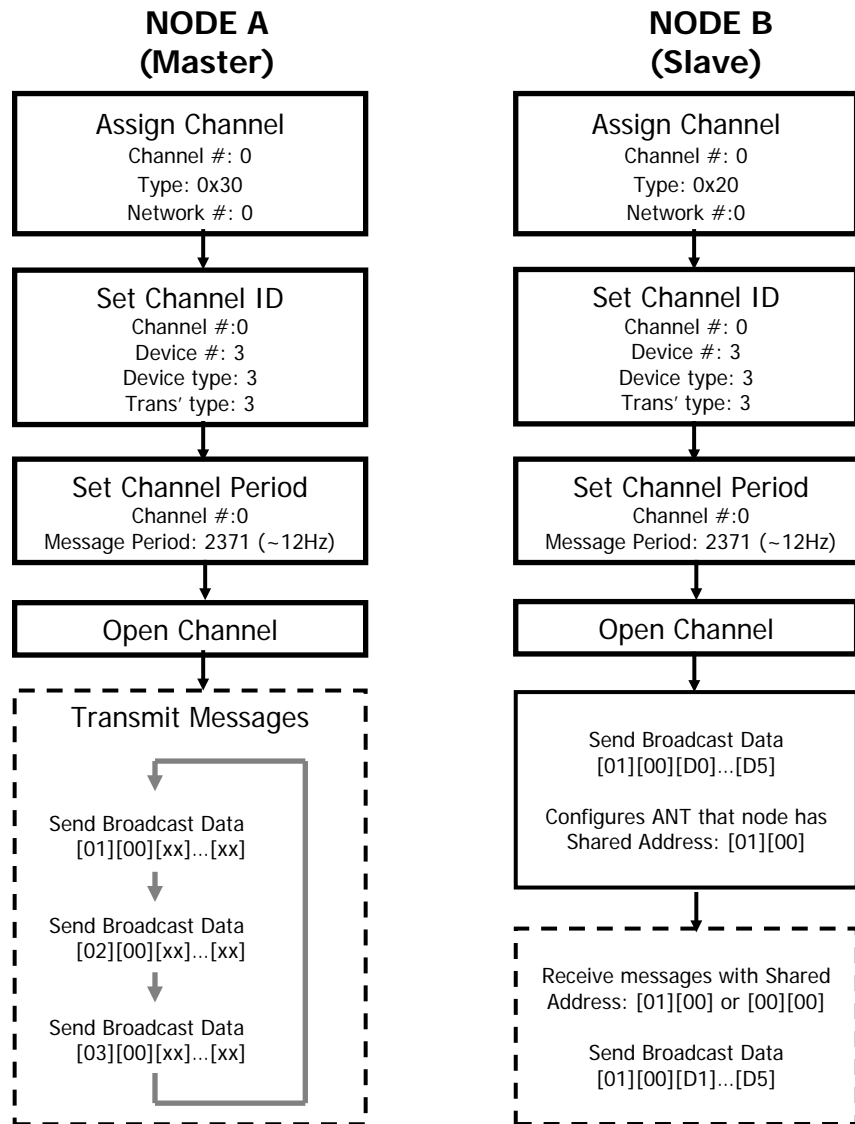 NODE A
(Master)
Assign Channel
Channel #: 0
Type: 0x30
Network #: 0
Set Channel ID
Channel #:0
Device #: 3
Device type: 3
Trans' type: 3
Set Channel Period
Channel #:0
Message Period: 2371 (~12Hz)
Open Channel
Transmit Messages
Send Broadcast Data
[01][00][xx]...[xx]
Send Broadcast Data
[02][00][xx]...[xx]
Send Broadcast Data
[03][00][xx]...[xx]
NODE B
(Slave)
Assign Channel
Channel #: 0
Type: 0x20
Network #:0
Set Channel ID
Channel #: 0
Device #: 3
Device type: 3
Trans' type: 3
Set Channel Period
Channel #:0
Message Period: 2371 (~12Hz)
Open Channel
Send Broadcast Data
[01][00][D0]...[D5]
Configures ANT that node has
Shared Address: [01][00]
Receive messages with Shared
Address: [01][00] or [00][00]
Send Broadcast Data
[01][00][D1]...[D5]